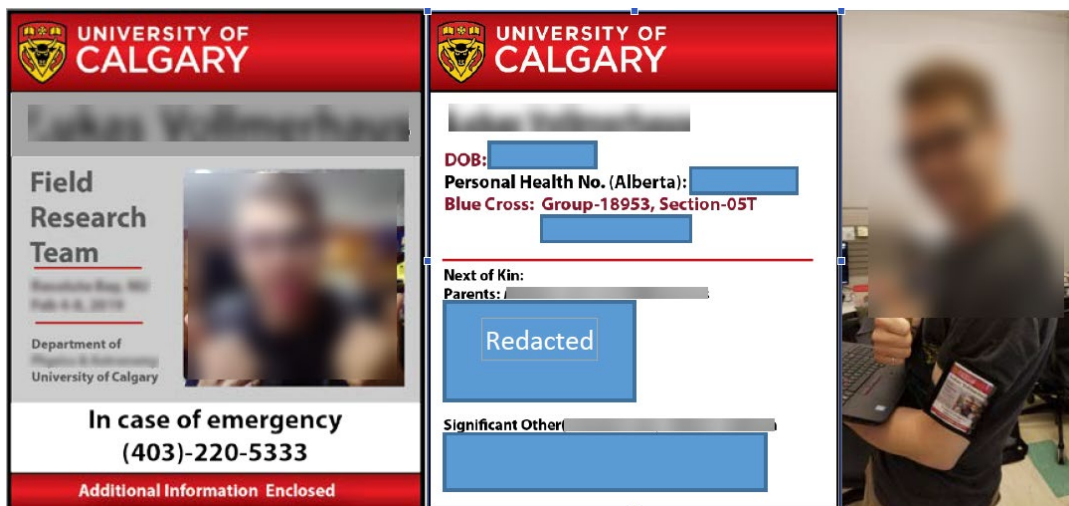 UNIVERSITY OF
CALGARY
Field
Research
Team
Department of
University of Calgary
In case of emergency
(403)-220-5333
Additional Information Enclosed
UNIVERSITY OF
CALGARY
DOB:
Personal Health No. (Alberta):
Blue Cross: Group-18953, Section-05T
Next of Kin:
Parents:
Redacted
Significant Other